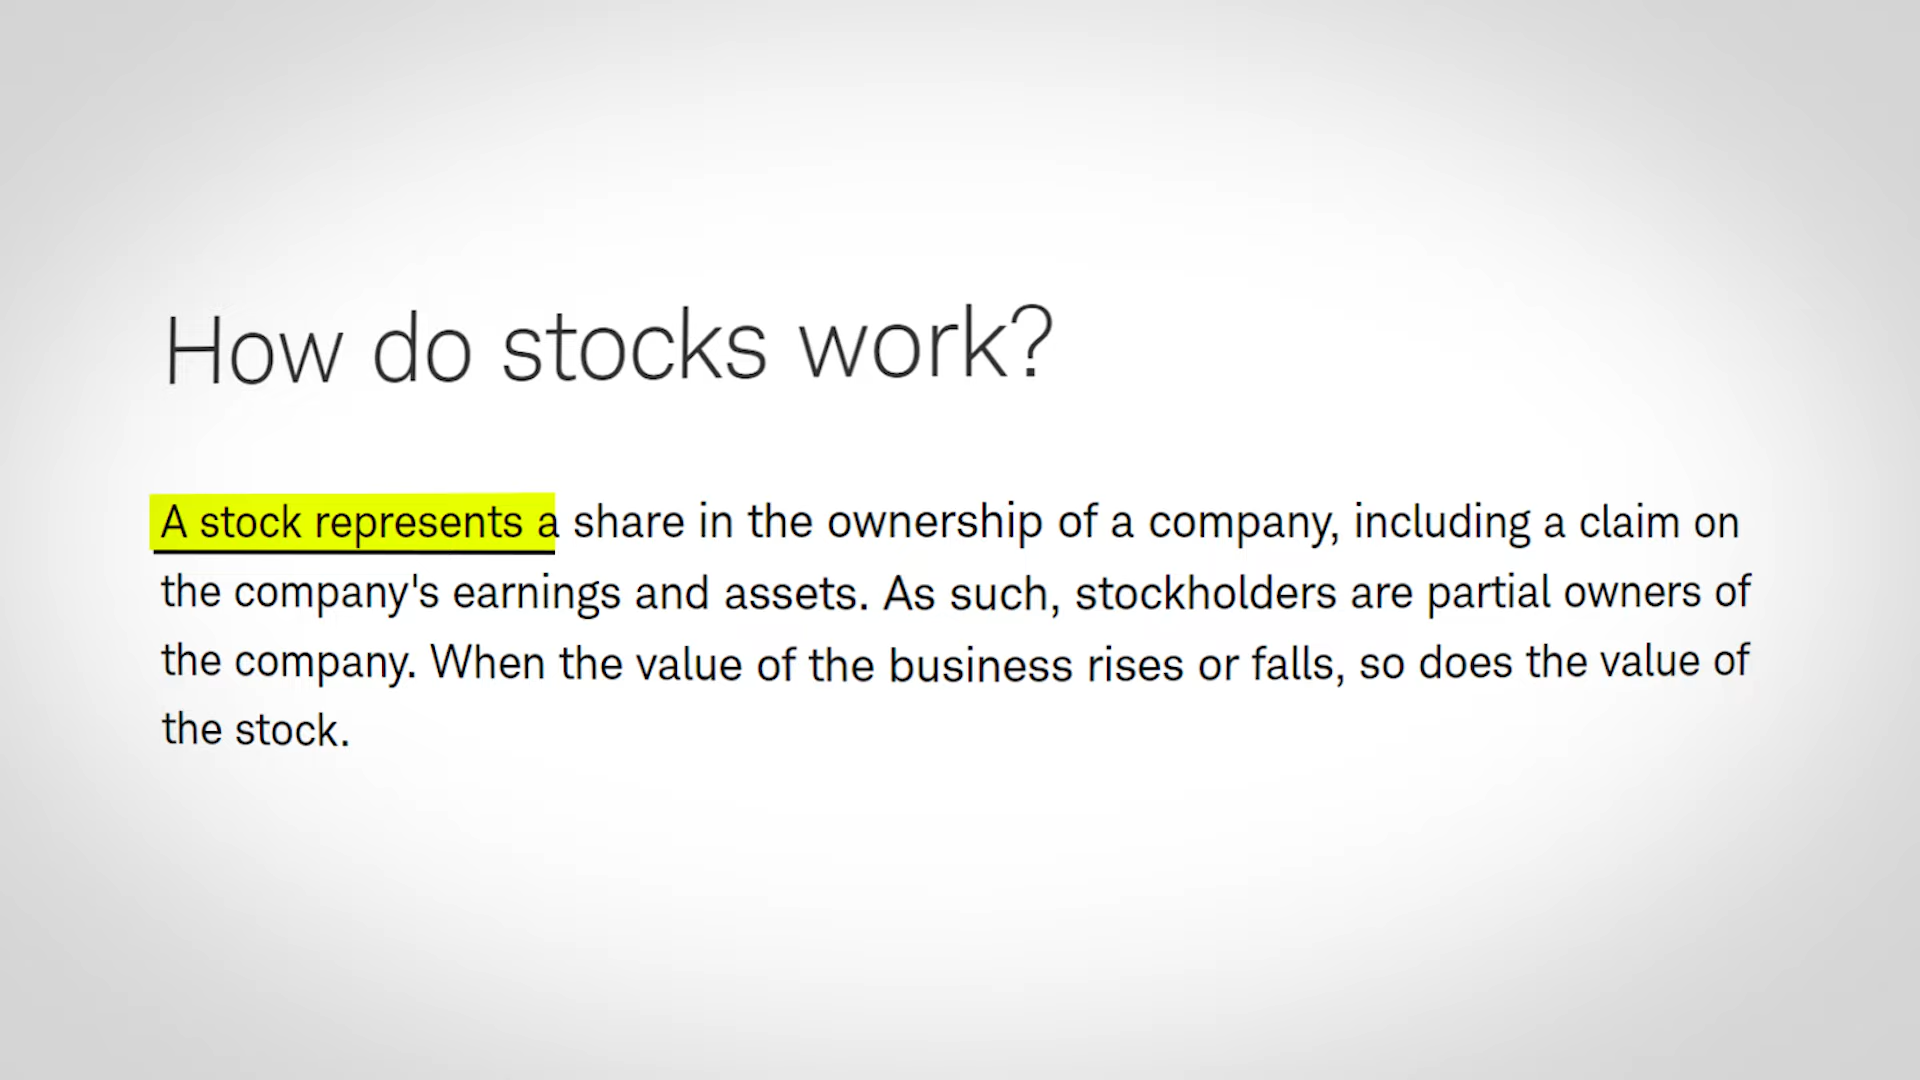 How do stocks work?
A stock represents a share in the ownership of a company, including a claim on
the company's earnings and assets. As such, stockholders are partial owners of
the company. When the value of the business rises or falls, so does the value of
the stock.